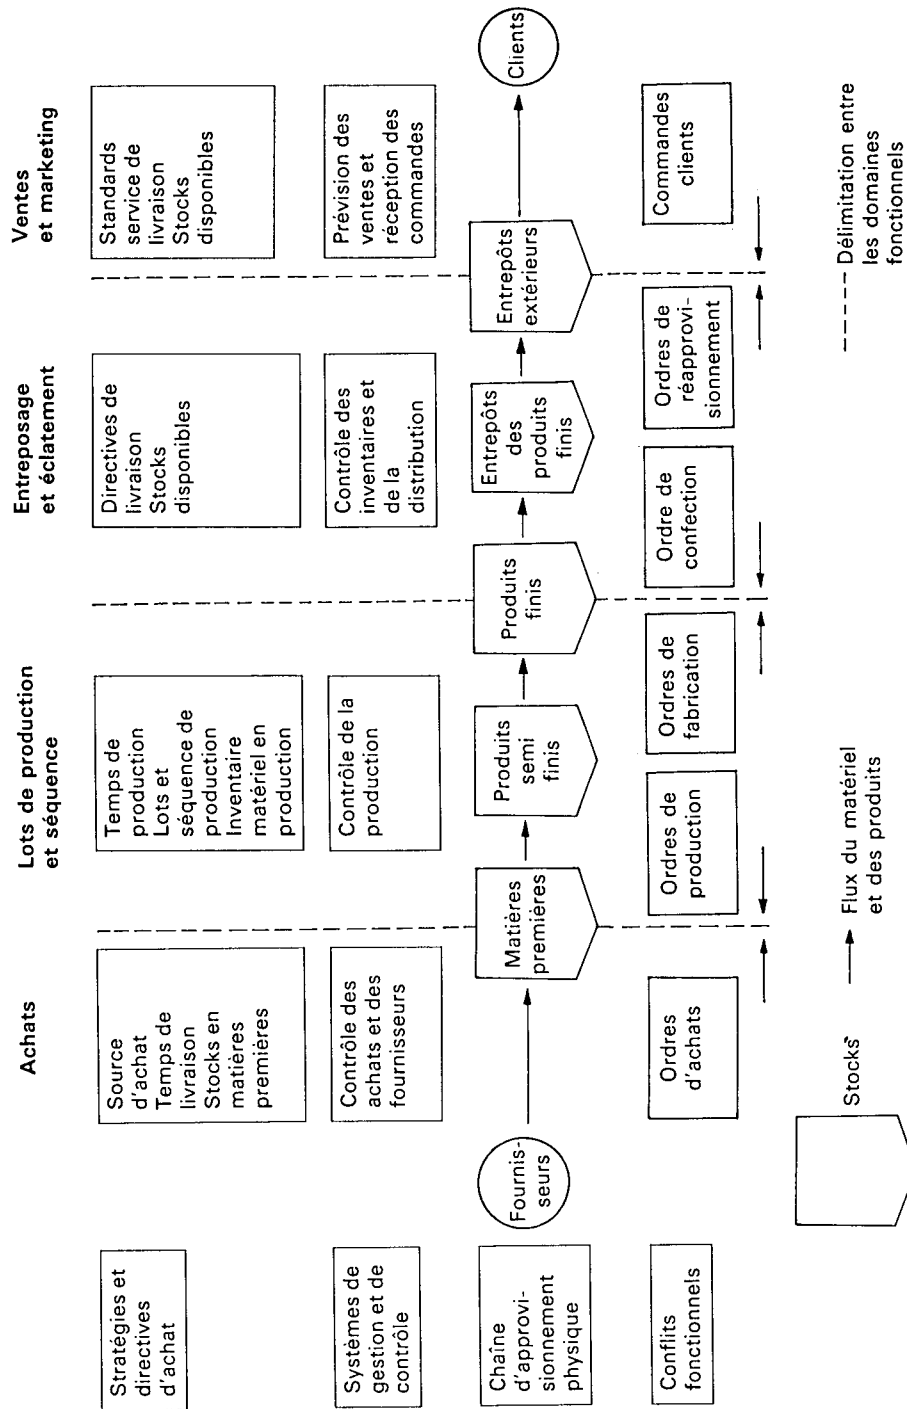 Achats
Lots de production
et séquence
Entreposage
et éclatement
Ventes
et marketing
Stratégies et
directives
d'achat
Source
d'achat
Temps de
livraison
Stocks en
matières
premières
Temps de
production
Lots et
séquence de
production
Inventaire
matériel en
production
Directives de
livraison
Stocks
disponibles
Standards
service de
livraison
Stocks
disponibles
Systèmes de
gestion et de
contrôle
Contrôle des
achats et des
fournisseurs
Contrôle de la
production
Contrôle des
inventaires et
de la
distribution
Prévision des
ventes et
réception des
commandes
Chaîne
d'approvi-
sionnement
physique
Fournis-
seurs
Matières
premières
Produits
semi
finis
Produits
finis
Entrepôts
des
produits
finis
Entrepôts
extérieurs
Clients
Conflits
fonctionnels
Ordres
d'achats
Ordres de
production
Ordres de
fabrication
Ordre de
confection
Ordres de
réapprovi-
sionnement
Commandes
clients
Stocks
Flux du matériel
et des produits
Délimitation entre
les domaines
fonctionnels